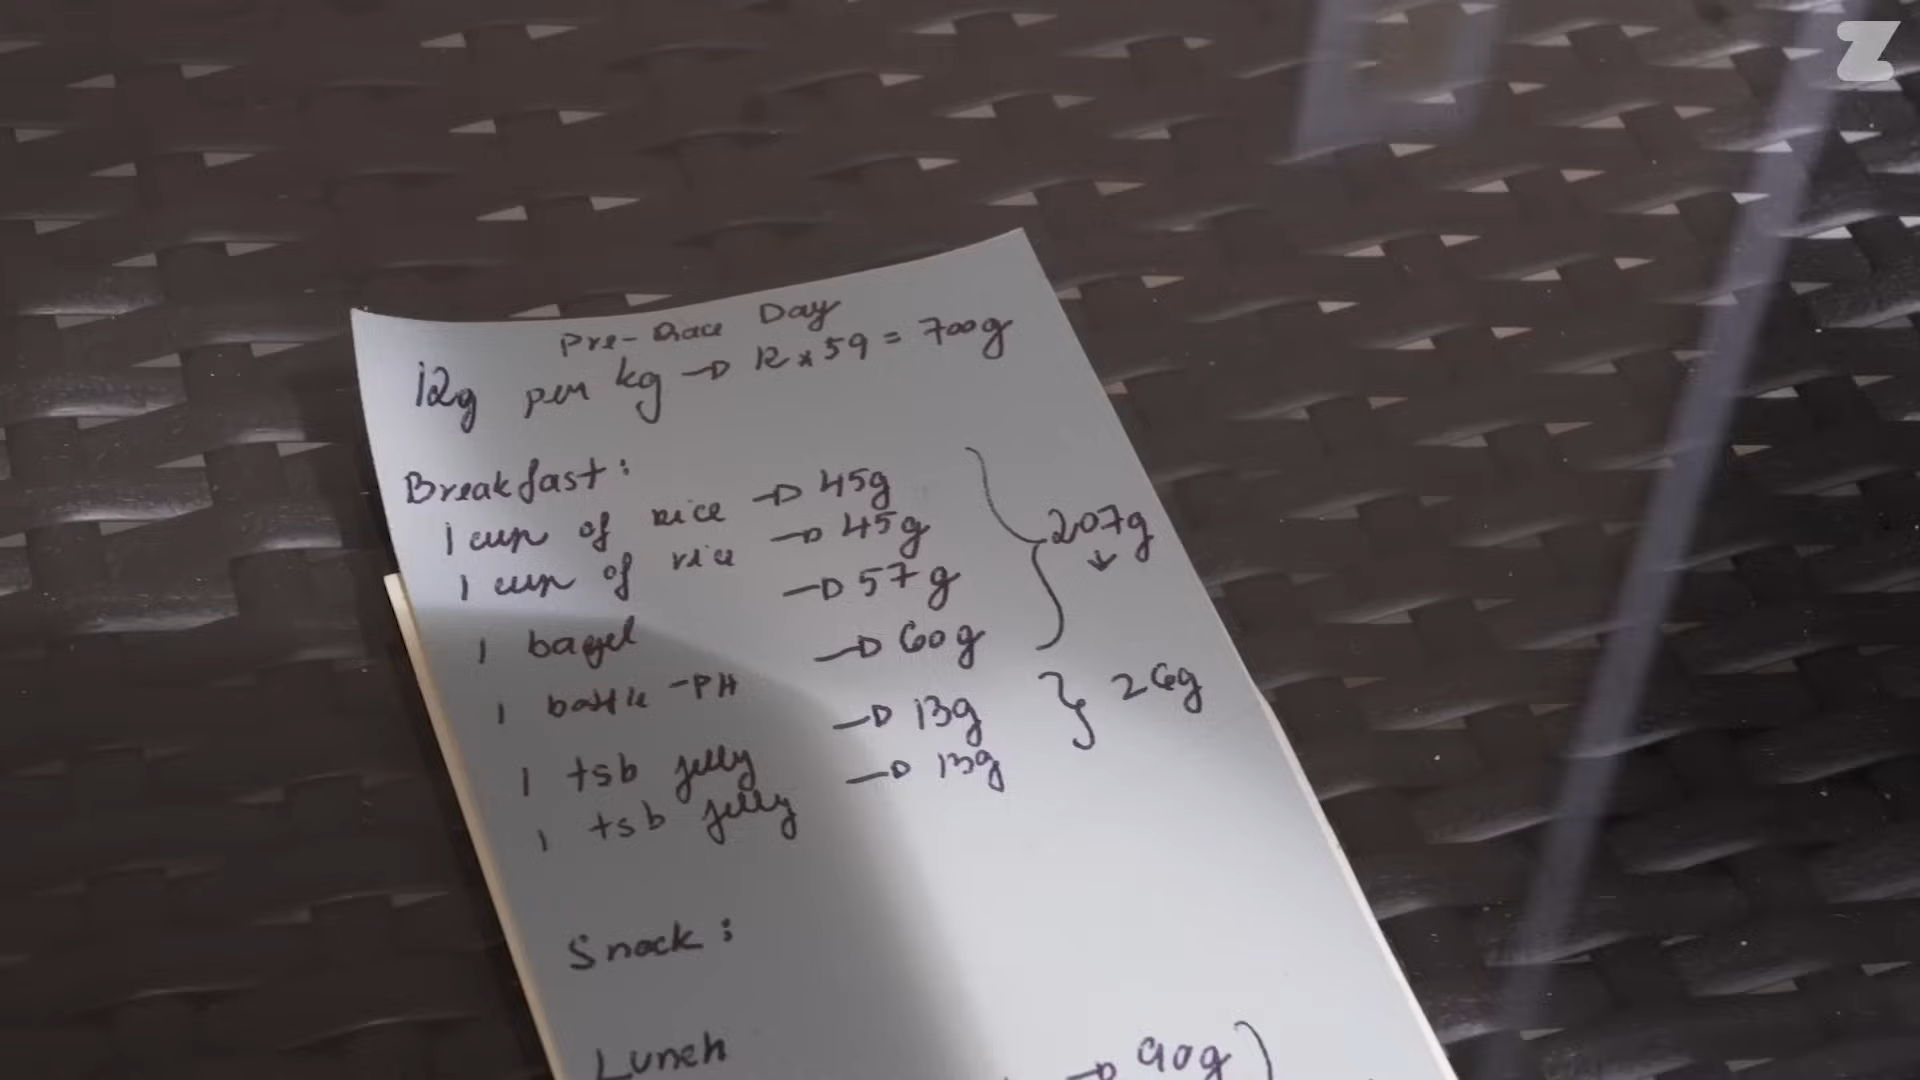 Pre-Race Day
12g per kg → 12 x 59 = 700g
Breakfast:
1 cup of rice → 45g
1 cup of rice → 45g
1 bagel → 57g
1 bottle - PH → 60g
207g
↓
1 tsb jelly → 13g
1 tsb jelly → 13g
26g
Snack:
Lunch
→ 90g
Z